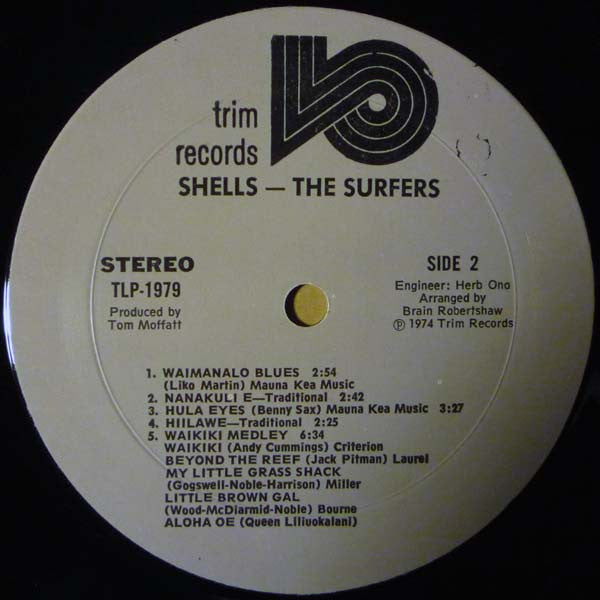 trim
records
SHELLS — THE SURFERS
STEREO
TLP-1979
Produced by
Tom Moffatt
SIDE 2
Engineer: Herb Ono
Arranged by
Brain Robertshaw
Ⓟ 1974 Trim Records
1. WAIMANALO BLUES 2:54
(Liko Martin) Mauna Kea Music
2. NANAKULI E—Traditional 2:42
3. HULA EYES (Benny Sax) Mauna Kea Music 3:27
4. HIILAWE—Traditional 2:25
5. WAIKIKI MEDLEY 6:34
WAIKIKI (Andy Cummings) Criterion
BEYOND THE REEF (Jack Pitman) Laurel
MY LITTLE GRASS SHACK
(Gogswell-Noble-Harrison) Miller
LITTLE BROWN GAL
(Wood-McDiarmid-Noble) Bourne
ALOHA OE (Queen Liliuokalani)